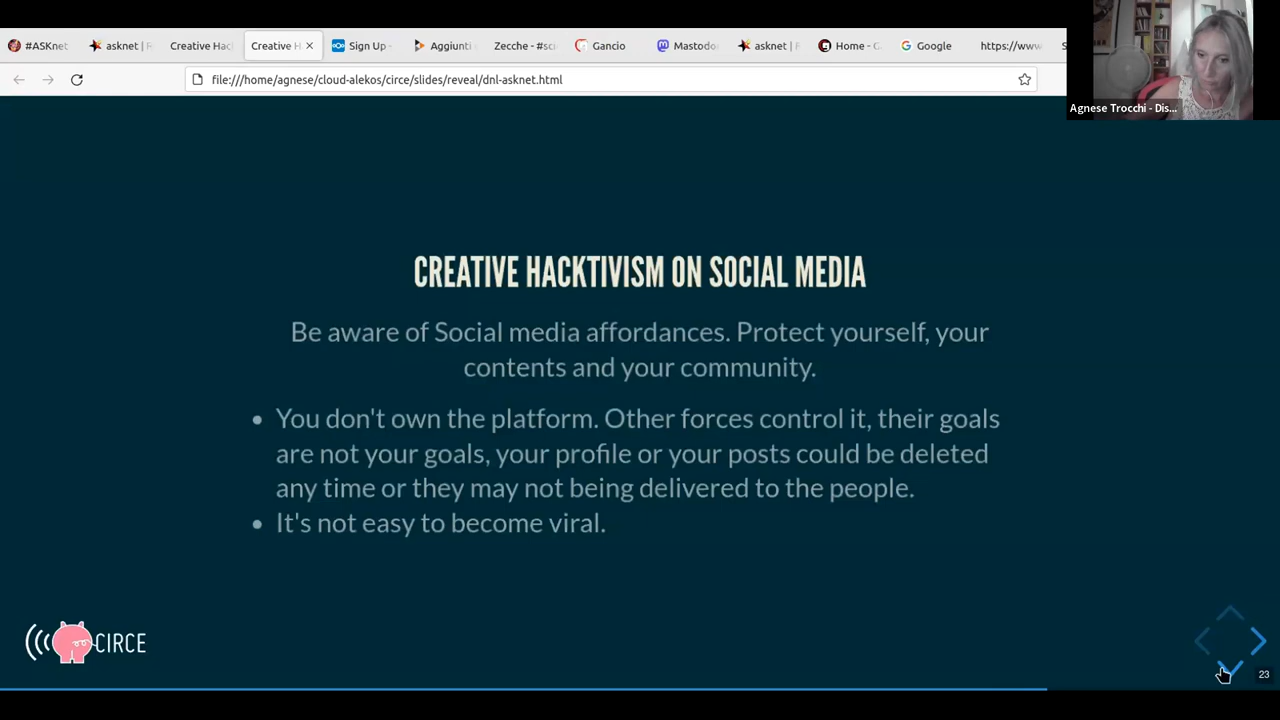 #ASKnet
asknet | R
Creative Hac
Creative H
Sign Up -
Aggiunti
Zecche - #sc
Gancio
Mastodo
asknet | R
Home - G
Google
https://www
file:///home/agnese/cloud-alekos/circe/slides/reveal/dnl-asknet.html
Agnese Trocchi - Dis...
CREATIVE HACKTIVISM ON SOCIAL MEDIA
Be aware of Social media affordances. Protect yourself, your
contents and your community.
You don't own the platform. Other forces control it, their goals
are not your goals, your profile or your posts could be deleted
any time or they may not being delivered to the people.
It's not easy to become viral.
CIRCE
23